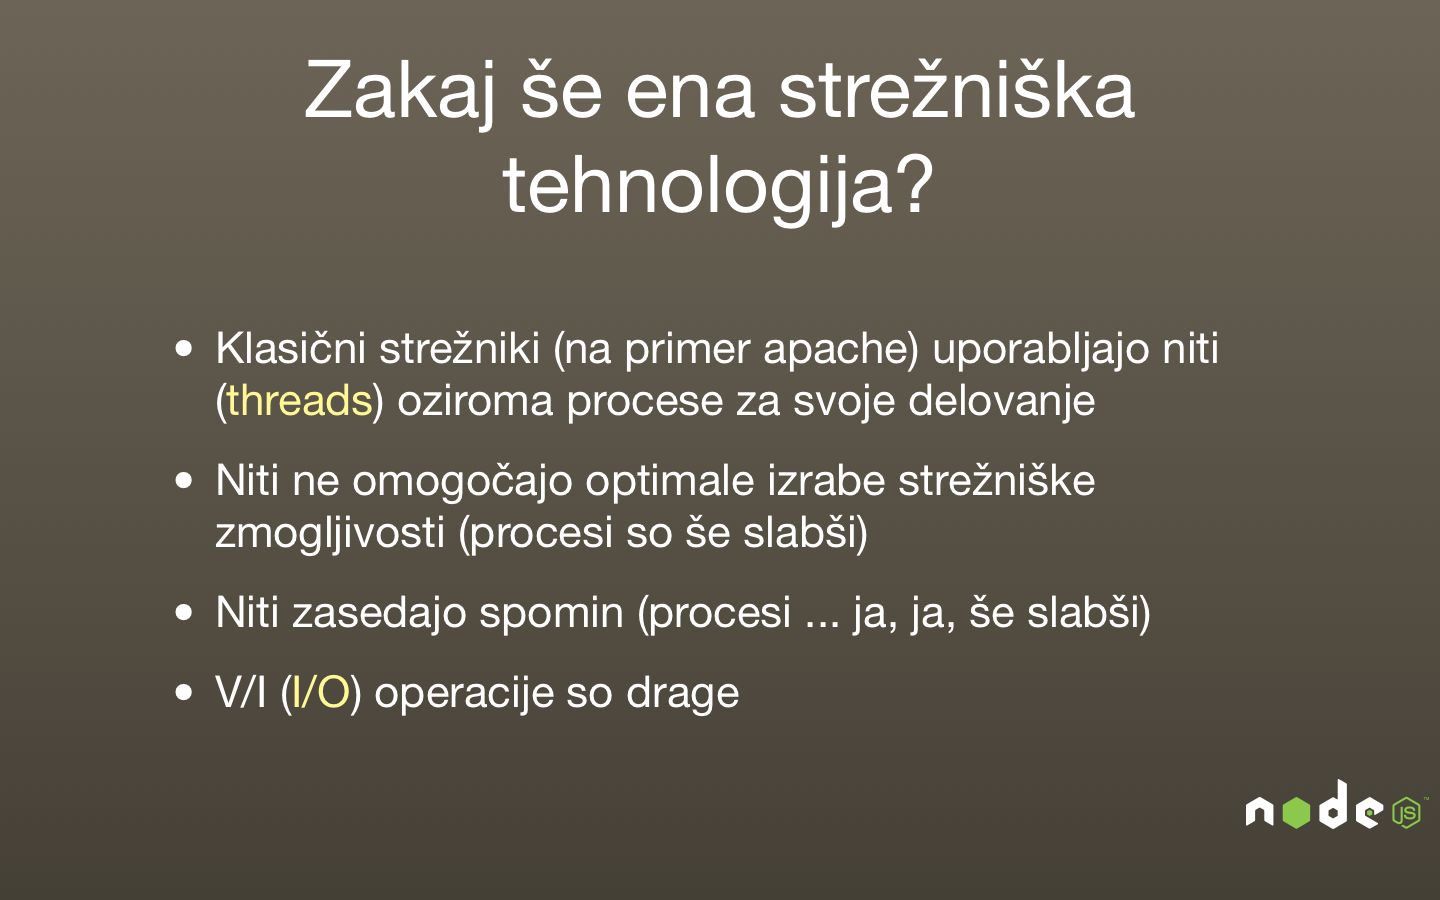 Zakaj še ena strežniška
tehnologija?
• Klasični strežniki (na primer apache) uporabljajo niti
(threads) oziroma procese za svoje delovanje
• Niti ne omogočajo optimale izrabe strežniške
zmogljivosti (procesi so še slabši)
• Niti zasedajo spomin (procesi ... ja, ja, še slabši)
• V/I (I/O) operacije so drage
node JS™